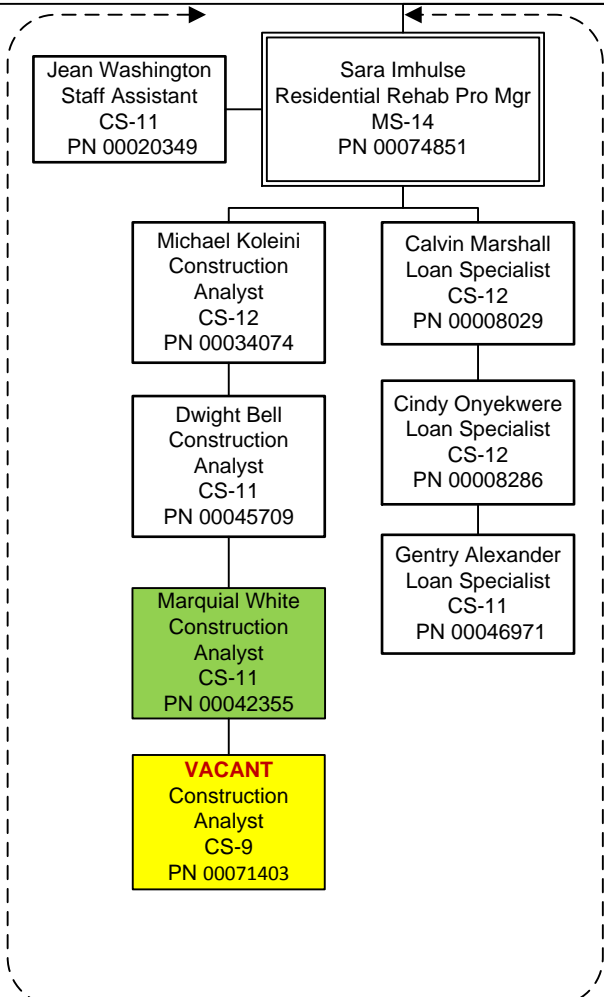 Jean Washington
Staff Assistant
CS-11
PN 00020349
Sara Imhulse
Residential Rehab Pro Mgr
MS-14
PN 00074851
Michael Koleini
Construction
Analyst
CS-12
PN 00034074
Dwight Bell
Construction
Analyst
CS-11
PN 00045709
Marquial White
Construction
Analyst
CS-11
PN 00042355
VACANT
Construction
Analyst
CS-9
PN 00071403
Calvin Marshall
Loan Specialist
CS-12
PN 00008029
Cindy Onyekwere
Loan Specialist
CS-12
PN 00008286
Gentry Alexander
Loan Specialist
CS-11
PN 00046971